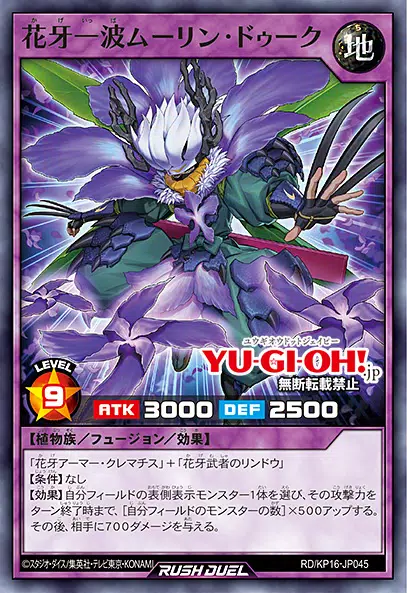 花牙一波ムーリン・ドゥーク
地
ユウギオウドットジェイピー
YU-GI-OH!.jp
無断転載禁止
LEVEL
9
ATK 3000 DEF 2500
【植物族/フュージョン/効果】
「花牙アーマー・クレマチス」+「花牙武者のリンドウ」
【条件】なし
【効果】自分フィールドの表側表示モンスター1体を選び、その攻撃力を
ターン終了時まで、[自分フィールドのモンスターの数]×500アップする。
その後、相手に700ダメージを与える。
©スタジオ・ダイス/集英社・テレビ東京・KONAMI
RUSH DUEL
RD/KP16-JP045